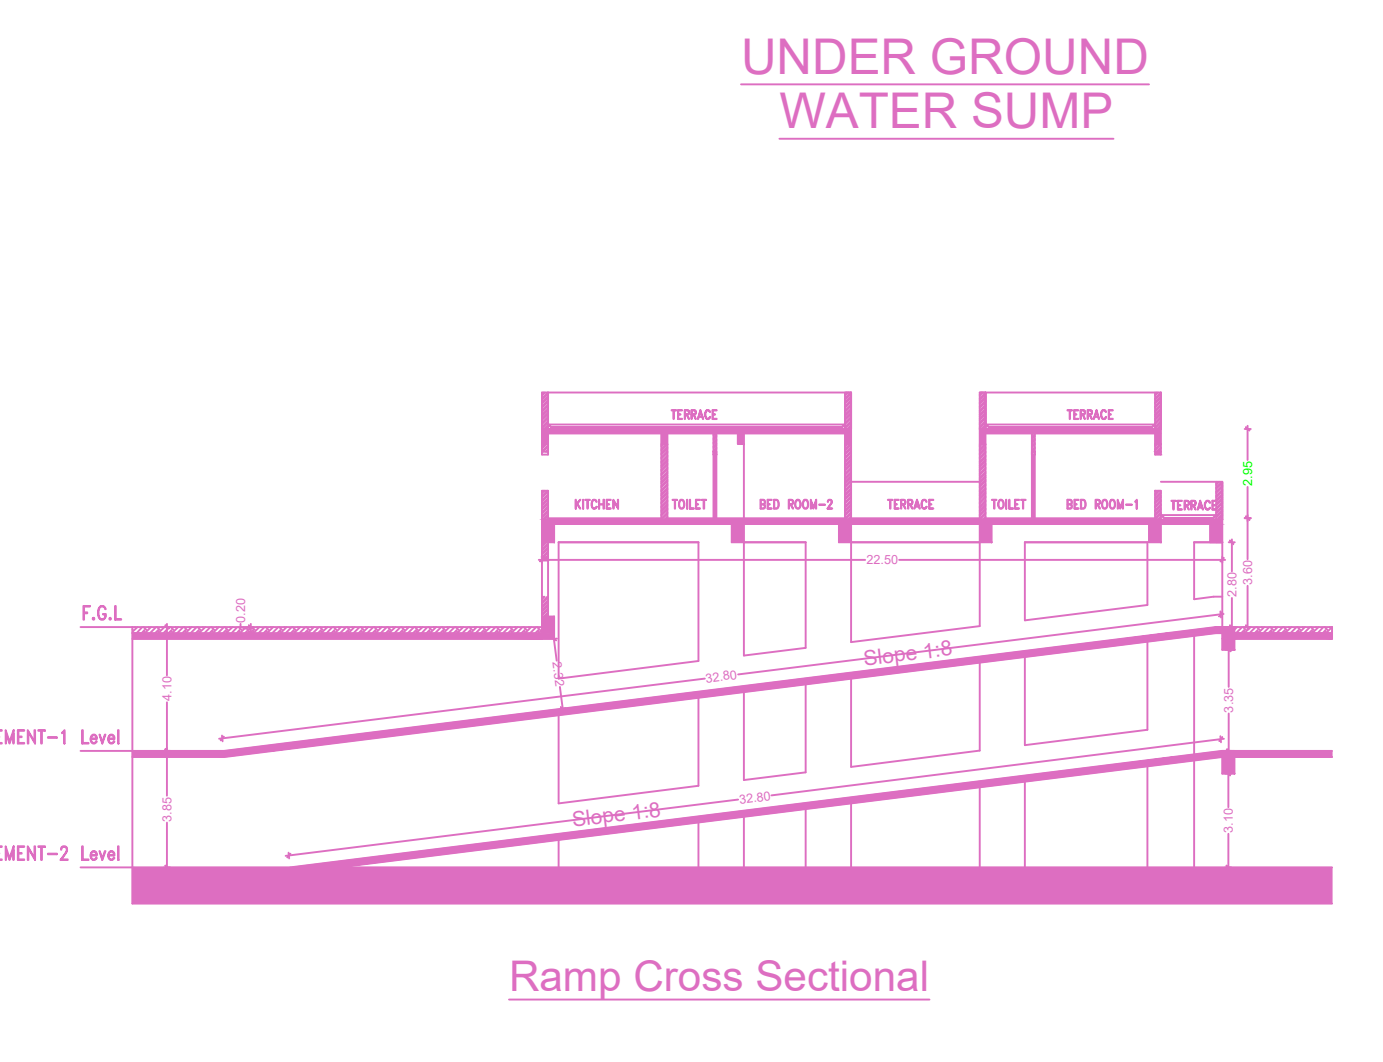 UNDER GROUND
WATER SUMP
TERRACE
TERRACE
2.95
KITCHEN
TOILET
BED ROOM-2
TERRACE
TOILET
BED ROOM-1
TERRACE
22.50
2.80
3.60
0.20
F.G.L
Slope 1:8
2.92
32.80
4.10
3.35
EMENT-1 Level
32.80
3.85
Slope 1:8
3.10
EMENT-2 Level
Ramp Cross Sectional